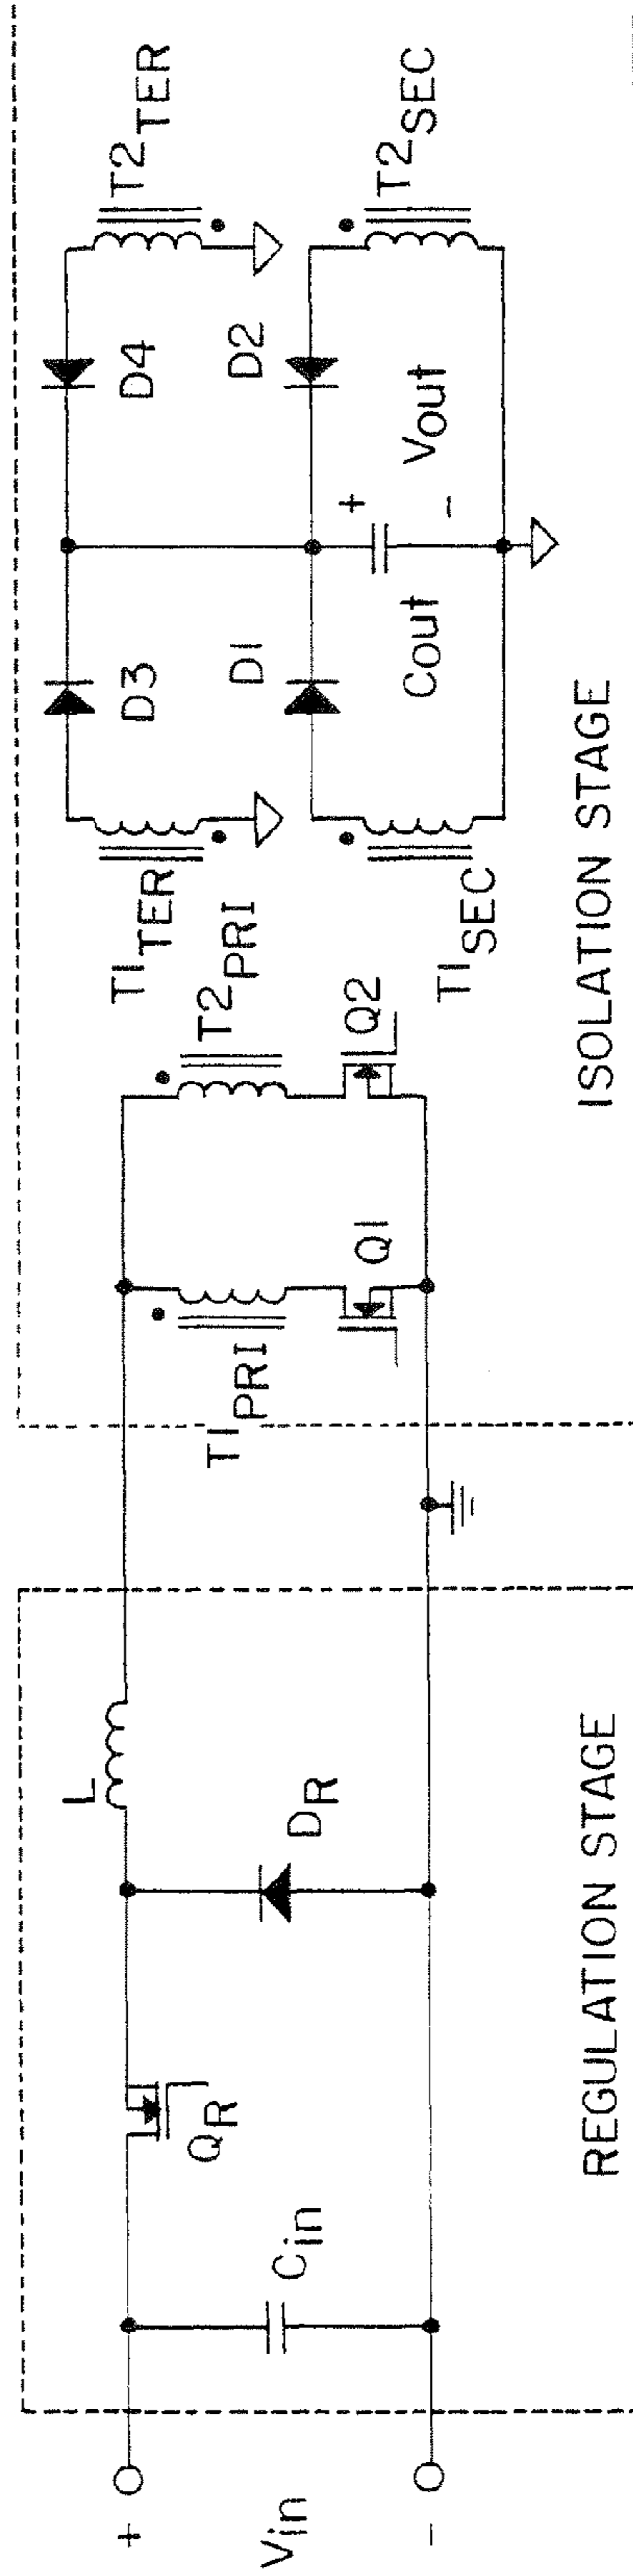 +
Vin
-
Cin
QR
L
DR
REGULATION STAGE
T1PRI
Q1
T2PRI
Q2
T1TER
T1SEC
D3
D1
Cout
+
Vout
-
D4
D2
T2TER
T2SEC
ISOLATION STAGE